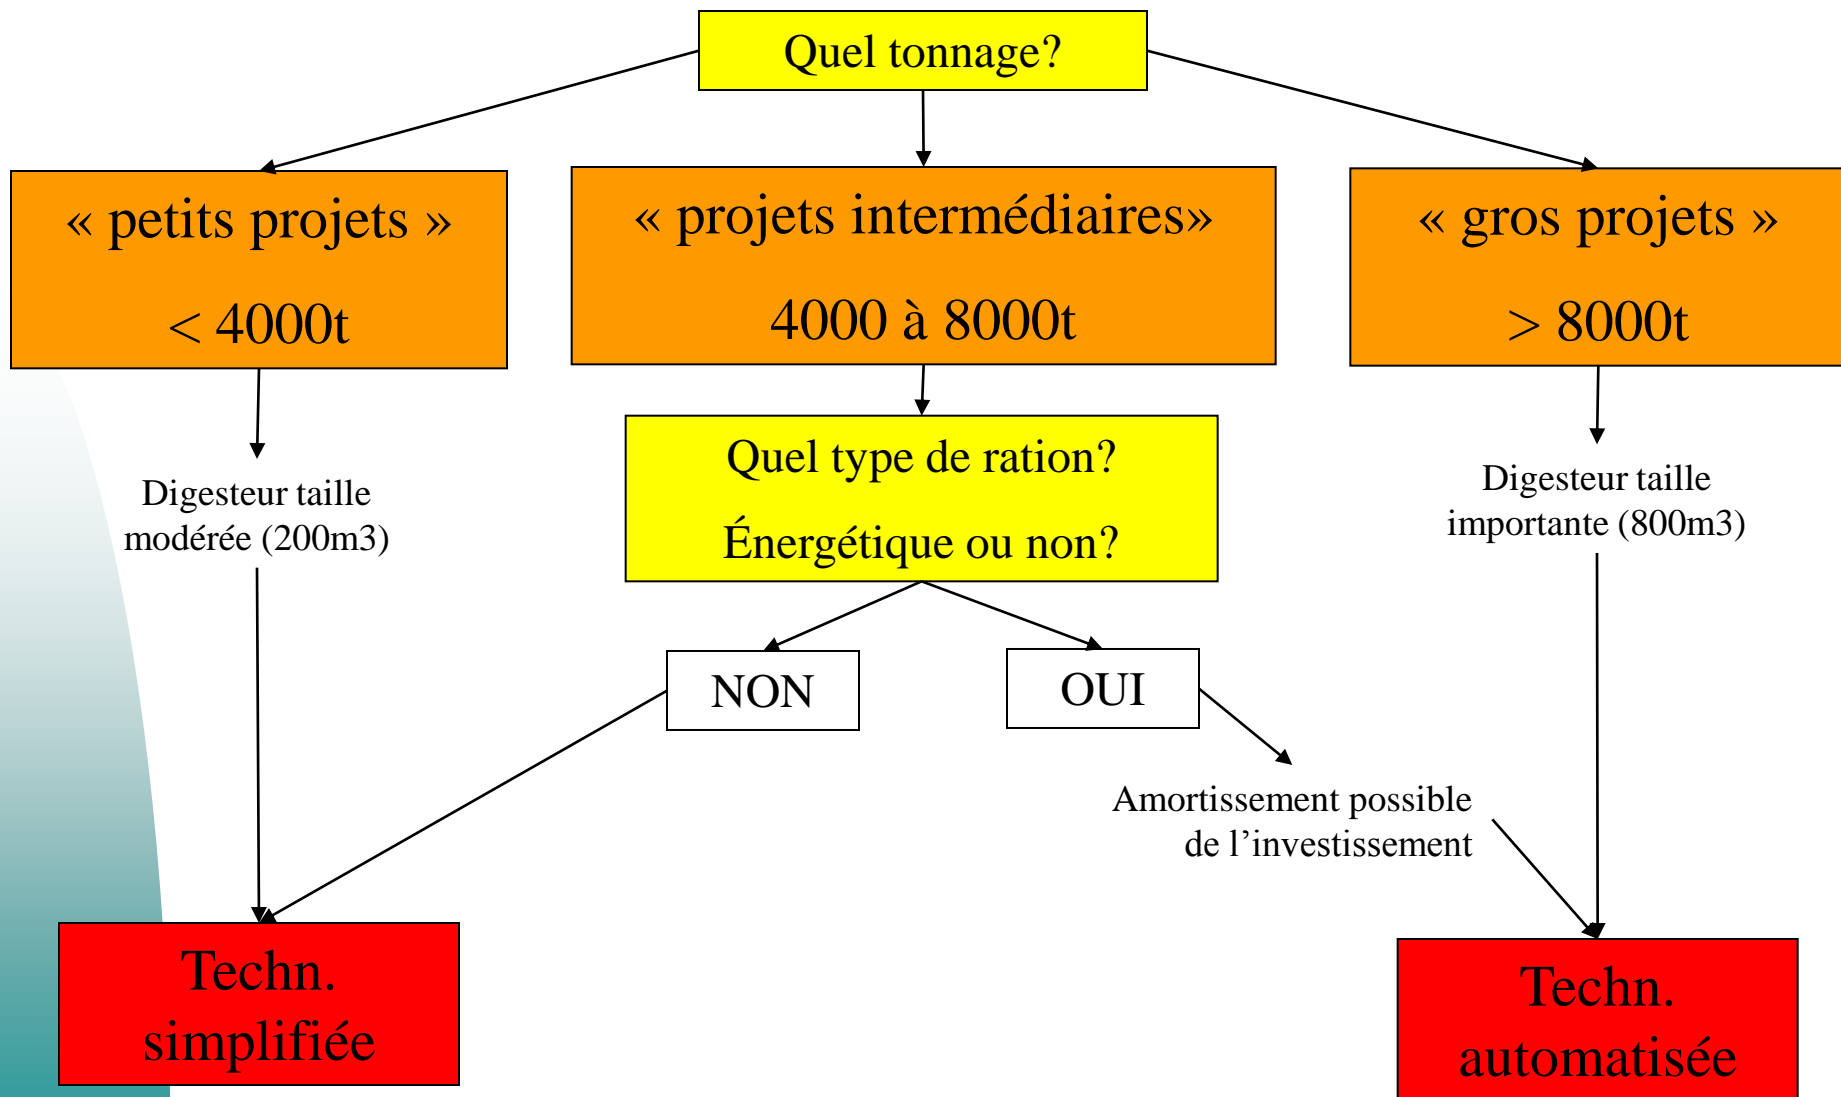 Quel tonnage?
« petits projets »
< 4000t
« projets intermédiaires»
4000 à 8000t
« gros projets »
> 8000t
Digesteur taille
modérée (200m3)
Quel type de ration?
Énergétique ou non?
Digesteur taille
importante (800m3)
NON
OUI
Amortissement possible
de l’investissement
Techn.
simplifiée
Techn.
automatisée